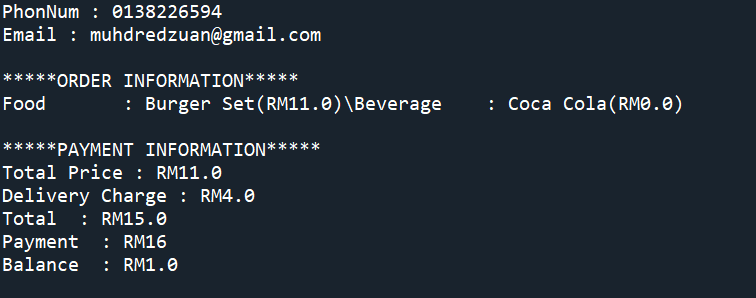 PhonNum : 0138226594
Email : muhdredzuan@gmail.com
*****ORDER INFORMATION*****
Food       : Burger Set(RM11.0)\Beverage    : Coca Cola(RM0.0)
*****PAYMENT INFORMATION*****
Total Price : RM11.0
Delivery Charge : RM4.0
Total  : RM15.0
Payment  : RM16
Balance  : RM1.0